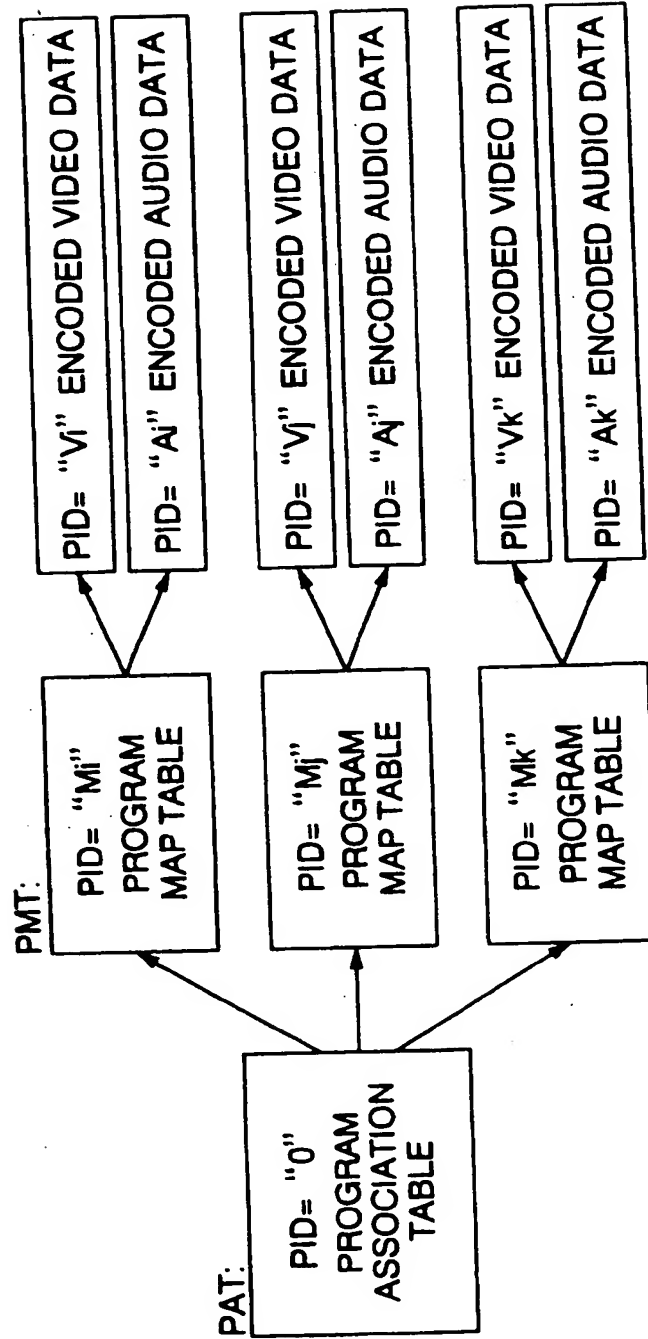 PAT:
PID= "0"
PROGRAM
ASSOCIATION
TABLE
PMT:
PID= "Mi"
PROGRAM
MAP TABLE
PID= "Mj"
PROGRAM
MAP TABLE
PID= "Mk"
PROGRAM
MAP TABLE
PID= "Vi" ENCODED VIDEO DATA
PID= "Ai" ENCODED AUDIO DATA
PID= "Vj" ENCODED VIDEO DATA
PID= "Aj" ENCODED AUDIO DATA
PID= "Vk" ENCODED VIDEO DATA
PID= "Ak" ENCODED AUDIO DATA